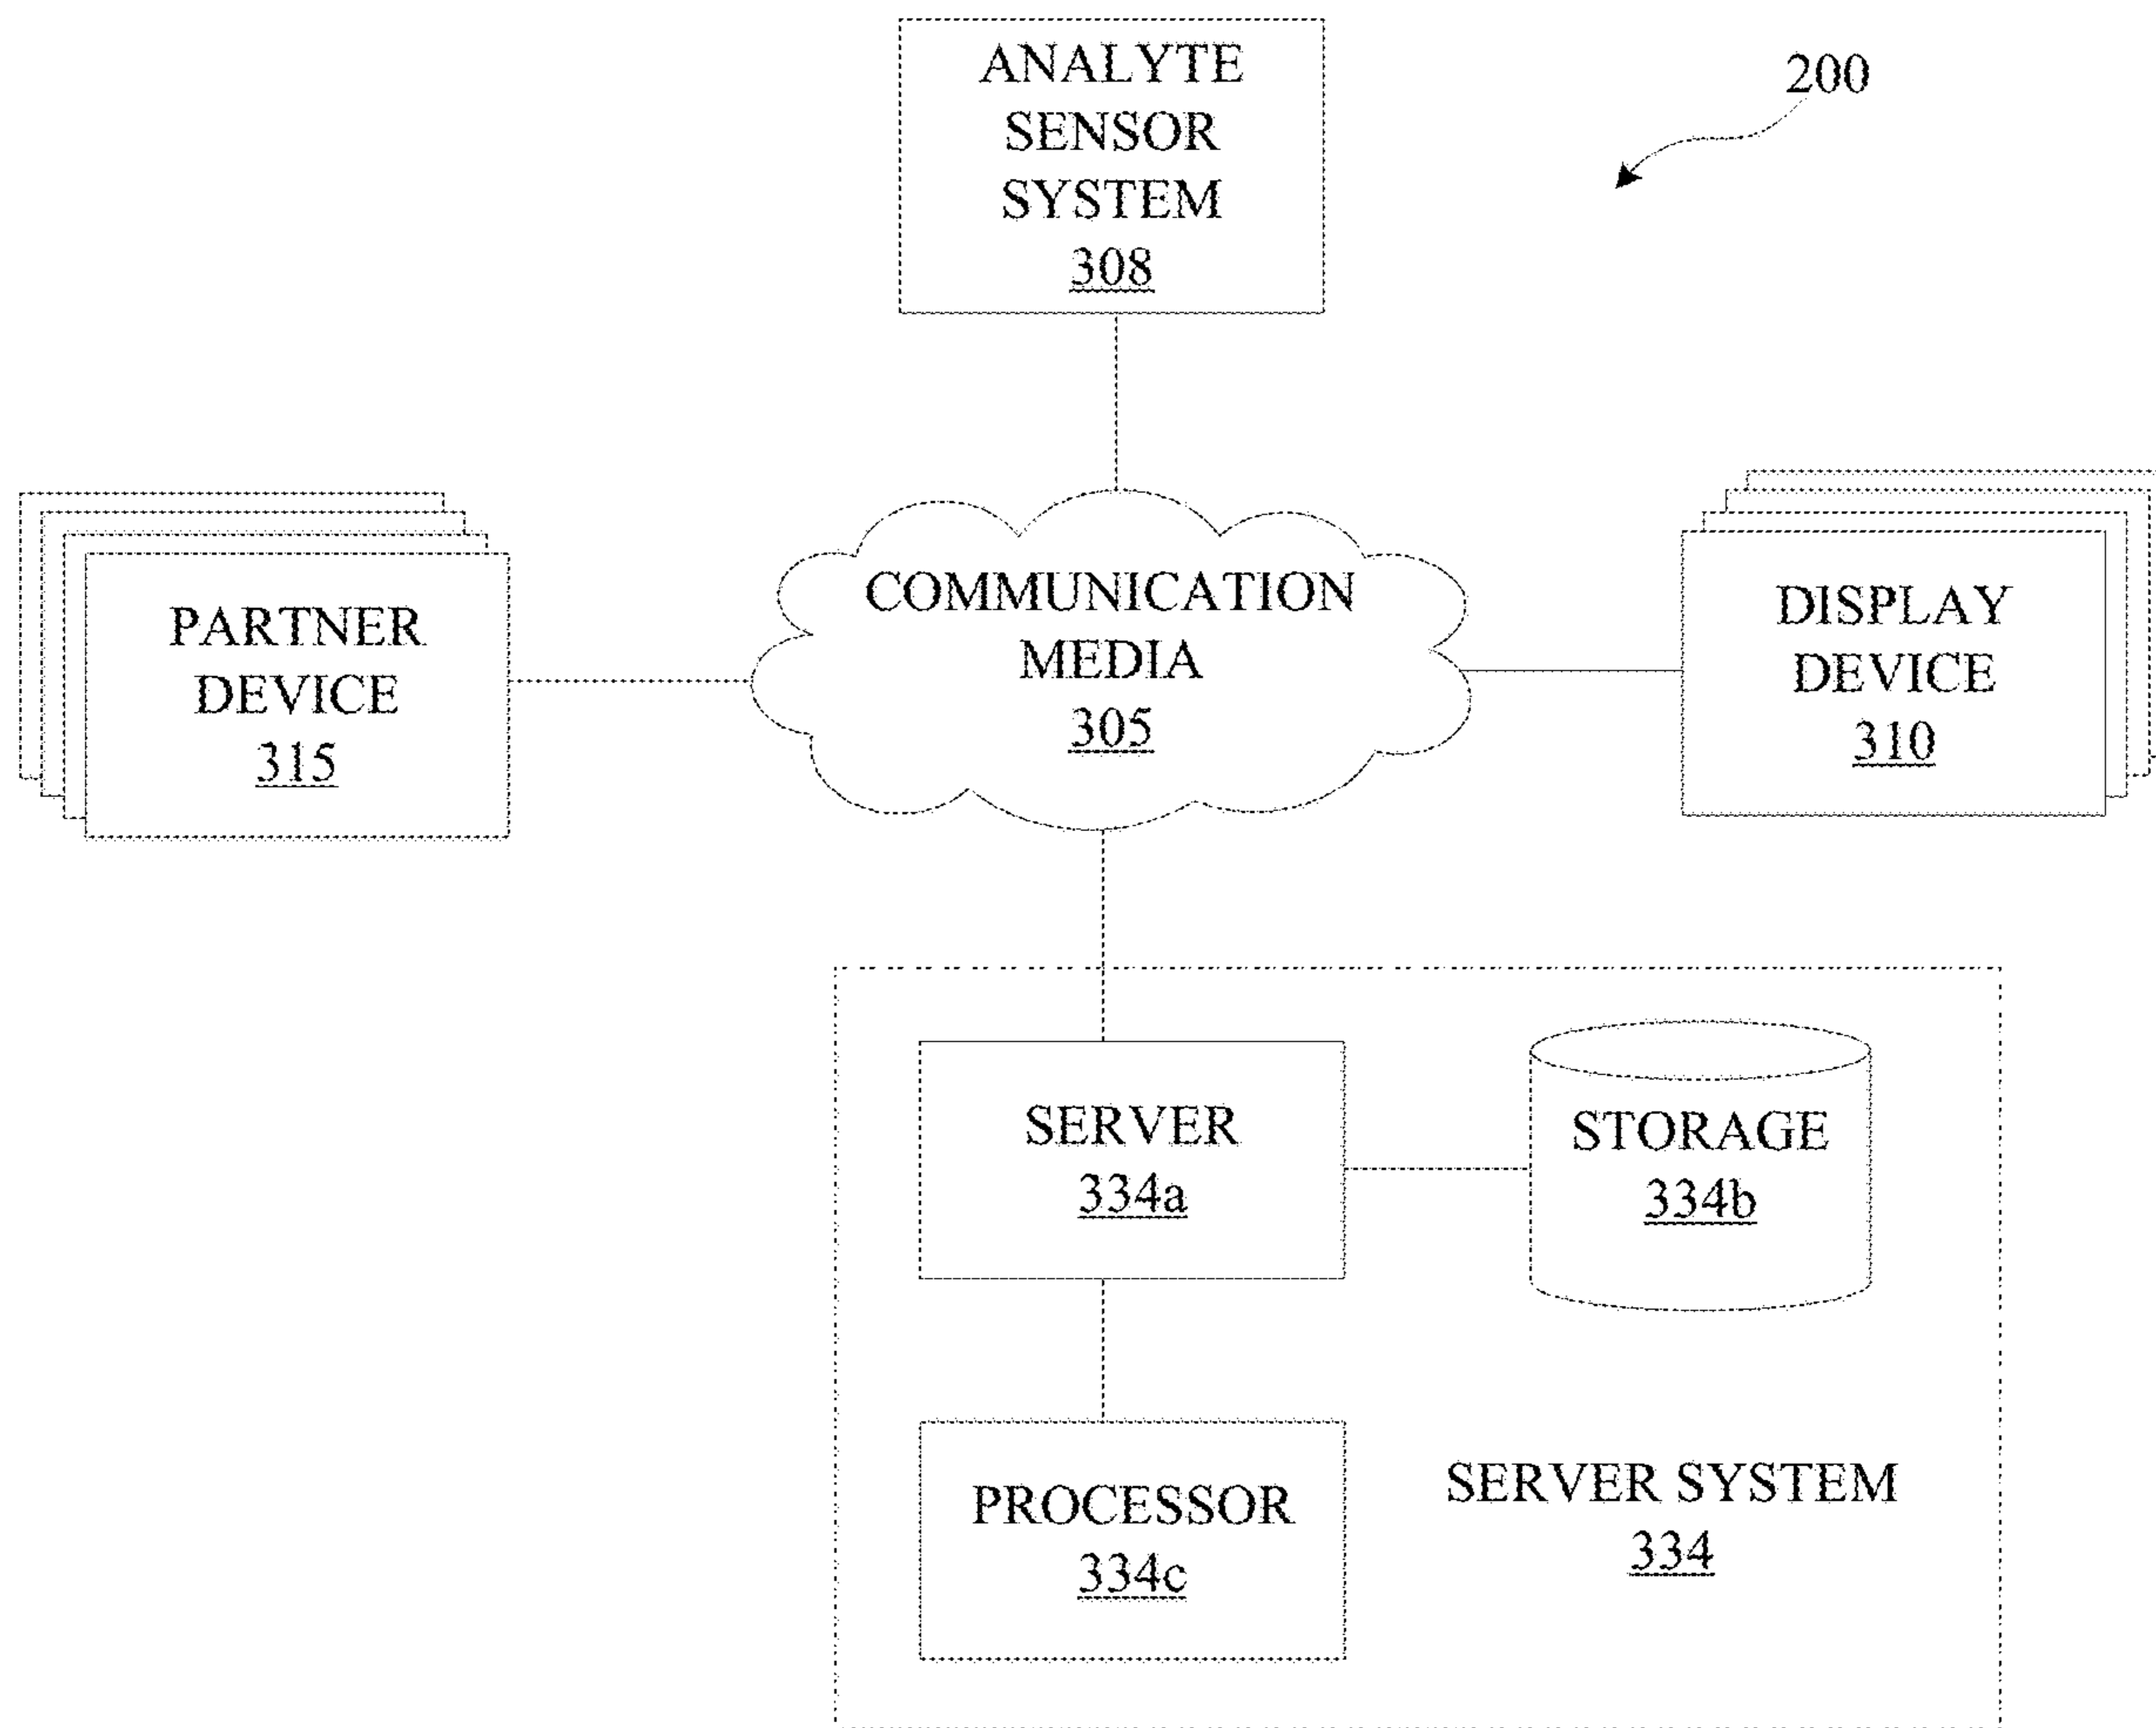 ANALYTE
SENSOR
SYSTEM
308
200
PARTNER
DEVICE
315
COMMUNICATION
MEDIA
305
DISPLAY
DEVICE
310
SERVER
334a
STORAGE
334b
PROCESSOR
334c
SERVER SYSTEM
334